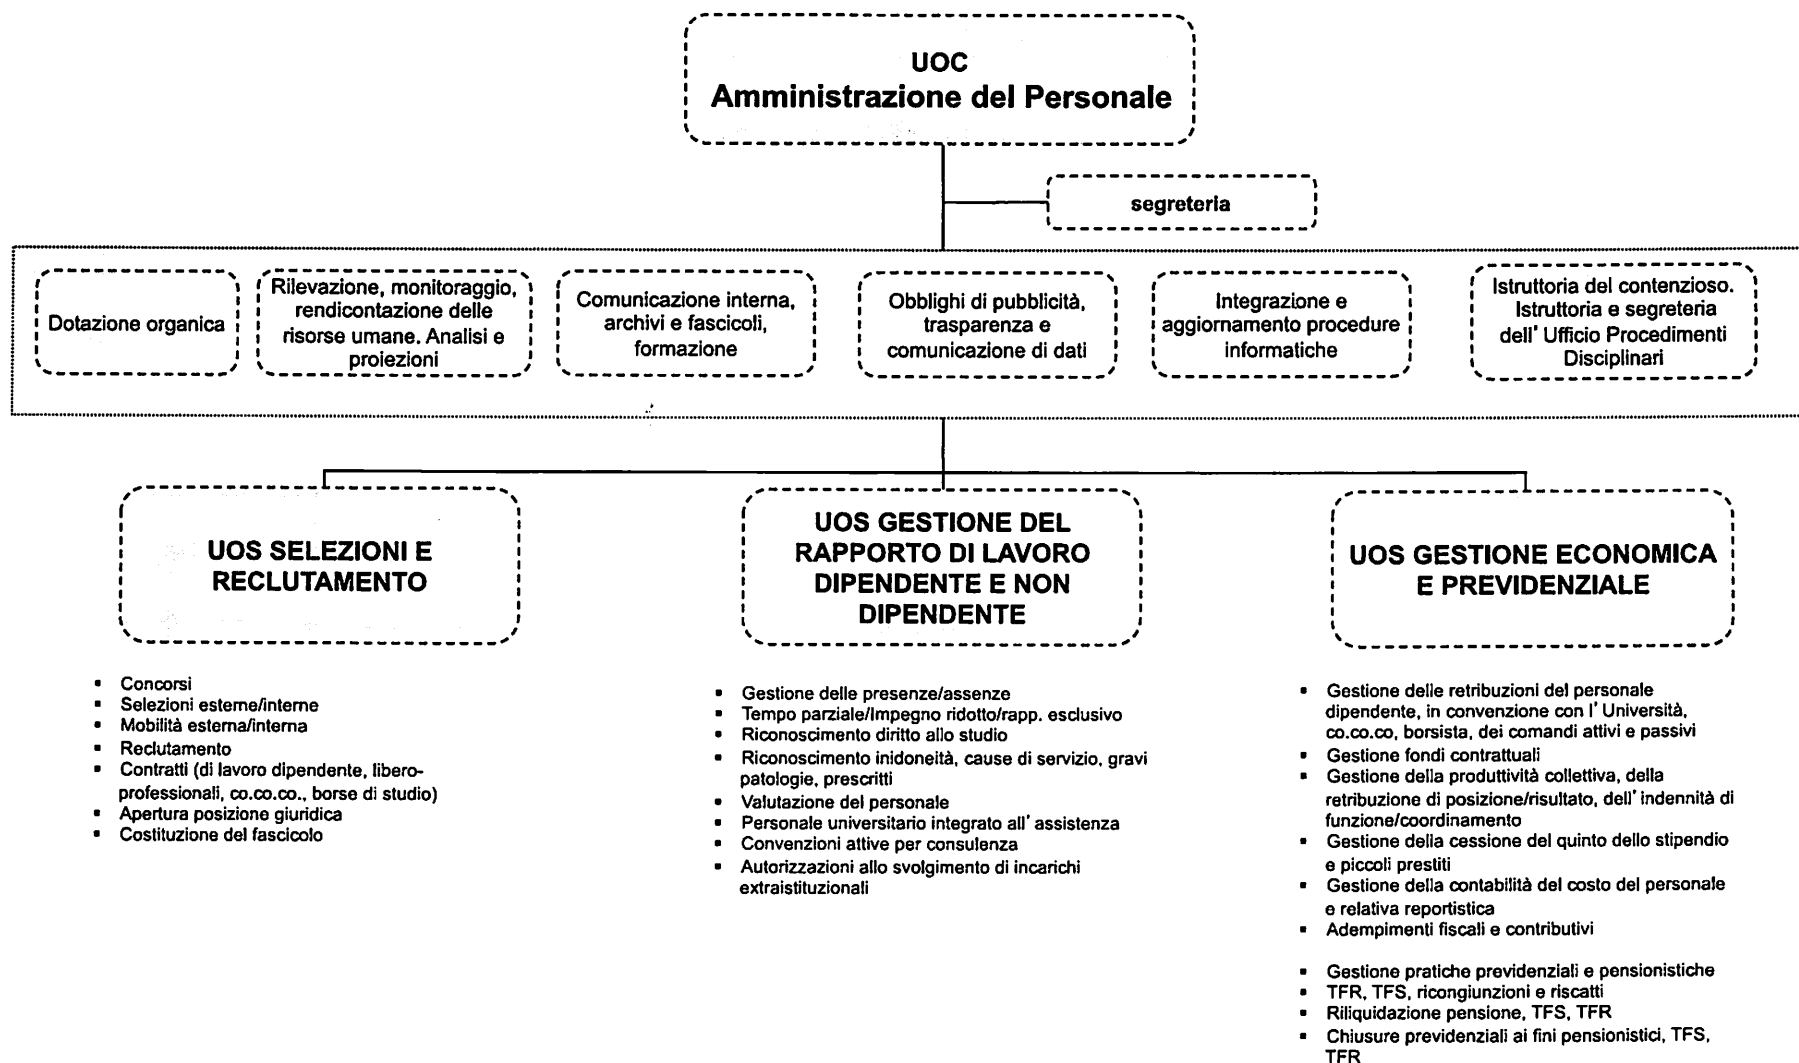 UOC
Amministrazione del Personale
segreteria
Dotazione organica
Rilevazione, monitoraggio,
rendicontazione delle
risorse umane. Analisi e
proiezioni
Comunicazione interna,
archivi e fascicoli,
formazione
Obblighi di pubblicità,
trasparenza e
comunicazione di dati
Integrazione e
aggiornamento procedure
informatiche
Istruttoria del contenzioso.
Istruttoria e segreteria
dell' Ufficio Procedimenti
Disciplinari
UOS SELEZIONI E
RECLUTAMENTO
▪ Concorsi
▪ Selezioni esterne/interne
▪ Mobilità esterna/interna
▪ Reclutamento
▪ Contratti (di lavoro dipendente, libero-
professionali, co.co.co., borse di studio)
▪ Apertura posizione giuridica
▪ Costituzione del fascicolo
UOS GESTIONE DEL
RAPPORTO DI LAVORO
DIPENDENTE E NON
DIPENDENTE
▪ Gestione delle presenze/assenze
▪ Tempo parziale/Impegno ridotto/rapp. esclusivo
▪ Riconoscimento diritto allo studio
▪ Riconoscimento inidoneità, cause di servizio, gravi
patologie, prescritti
▪ Valutazione del personale
▪ Personale universitario integrato all' assistenza
▪ Convenzioni attive per consulenza
▪ Autorizzazioni allo svolgimento di incarichi
extraistituzionali
UOS GESTIONE ECONOMICA
E PREVIDENZIALE
▪ Gestione delle retribuzioni del personale
dipendente, in convenzione con l' Università,
co.co.co, borsista, dei comandi attivi e passivi
▪ Gestione fondi contrattuali
▪ Gestione della produttività collettiva, della
retribuzione di posizione/risultato, dell' indennità di
funzione/coordinamento
▪ Gestione della cessione del quinto dello stipendio
e piccoli prestiti
▪ Gestione della contabilità del costo del personale
e relativa reportistica
▪ Adempimenti fiscali e contributivi
▪ Gestione pratiche previdenziali e pensionistiche
▪ TFR, TFS, ricongiunzioni e riscatti
▪ Riliquidazione pensione, TFS, TFR
▪ Chiusure previdenziali ai fini pensionistici, TFS,
TFR